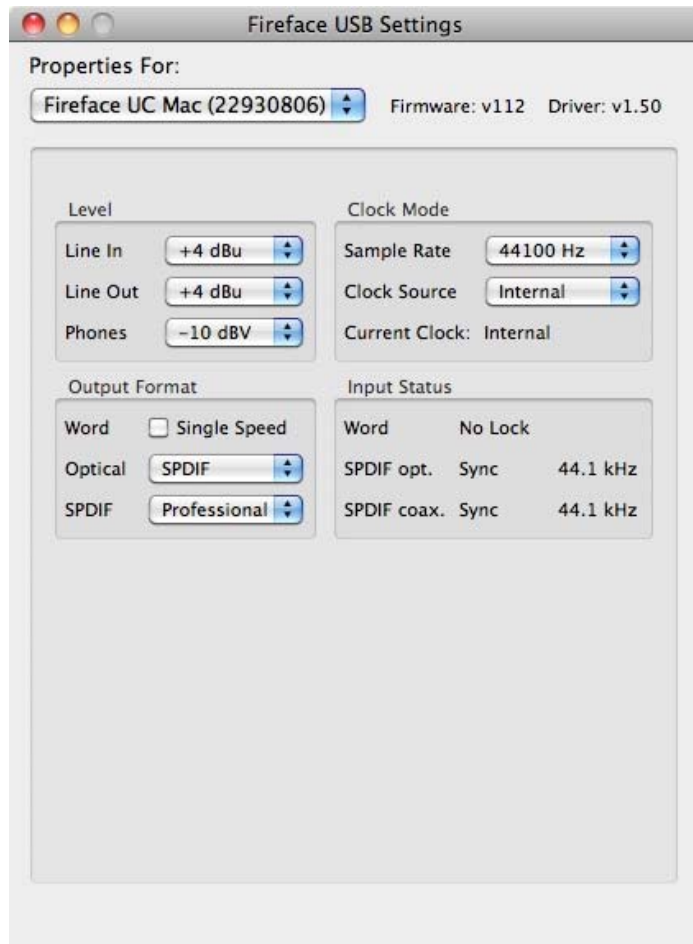 Fireface USB Settings
Properties For:
Fireface UC Mac (22930806) Firmware: v112 Driver: v1.50
Level
Line In +4 dBu
Line Out +4 dBu
Phones -10 dBV
Clock Mode
Sample Rate 44100 Hz
Clock Source Internal
Current Clock: Internal
Output Format
Word Single Speed
Optical SPDIF
SPDIF Professional
Input Status
Word No Lock
SPDIF opt. Sync 44.1 kHz
SPDIF coax. Sync 44.1 kHz